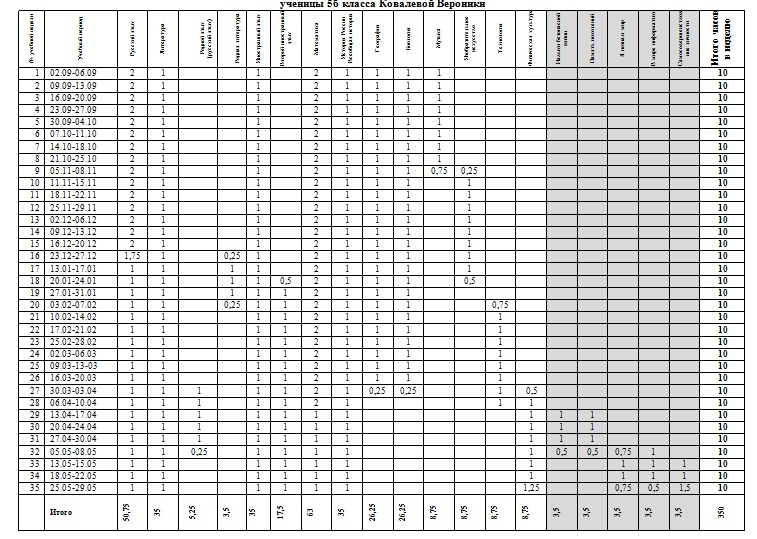 ученицы 5б класса Ковалевой Вероники
№ учебной недели | Учебный период | Русский язык | Литература | Родной язык (русский язык) | Родная литература | Иностранный язык | Второй иностранный язык | Математика | История России Всеобщая история | География | Биология | Музыка | Изобразительное искусство | Технология | Физическая культура | Память поколений | Я познаю мир | В мире информатики | Итого часов в неделю
1 02.09-06.09 2 1 1 2 1 1 1 1 10
2 09.09-13.09 2 1 1 2 1 1 1 1 10
3 16.09-20.09 2 1 1 2 1 1 1 1 10
4 23.09-27.09 2 1 1 2 1 1 1 1 10
5 30.09-04.10 2 1 1 2 1 1 1 1 10
6 07.10-11.10 2 1 1 2 1 1 1 1 10
7 14.10-18.10 2 1 1 2 1 1 1 1 10
8 21.10-25.10 2 1 1 2 1 1 1 1 10
9 05.11-08.11 2 1 1 2 1 1 1 0,75 0,25 10
10 11.11-15.11 2 1 1 2 1 1 1 1 10
11 18.11-22.11 2 1 1 2 1 1 1 1 10
12 25.11-29.11 2 1 1 2 1 1 1 1 10
13 02.12-06.12 2 1 1 2 1 1 1 1 10
14 09.12-13.12 2 1 1 2 1 1 1 1 10
15 16.12-20.12 2 1 1 2 1 1 1 1 10
16 23.12-27.12 1,75 1 0,25 1 2 1 1 1 1 10
17 13.01-17.01 1 1 1 1 2 1 1 1 1 10
18 20.01-24.01 1 1 1 1 0,5 2 1 1 1 0,5 10
19 27.01-31.01 1 1 1 1 1 2 1 1 1 10
20 03.02-07.02 1 1 0,25 1 1 2 1 1 1 0,75 10
21 10.02-14.02 1 1 1 1 2 1 1 1 1 10
22 17.02-21.02 1 1 1 1 2 1 1 1 1 10
23 25.02-28.02 1 1 1 1 2 1 1 1 1 10
24 02.03-06.03 1 1 1 1 2 1 1 1 1 10
25 09.03-13-03 1 1 1 1 2 1 1 1 1 10
26 16.03-20.03 1 1 1 1 2 1 1 1 1 10
27 30.03-03.04 1 1 1 1 1 2 1 0,25 0,25 1 0,5 10
28 06.04-10.04 1 1 1 1 1 2 1 1 1 10
29 13.04-17.04 1 1 1 1 1 1 1 1 1 1 10
30 20.04-24.04 1 1 1 1 1 1 1 1 1 1 10
31 27.04-30.04 1 1 1 1 1 1 1 1 1 1 10
32 05.05-08.05 1 1 0,25 1 1 1 1 1 0,5 0,5 0,75 1 10
33 13.05-15.05 1 1 1 1 1 1 1 1 1 1 10
34 18.05-22.05 1 1 1 1 1 1 1 1 1 1 10
35 25.05-29.05 1 1 1 1 1 1 1,25 0,75 0,5 1,5 10
Итого 50,75 35 5,25 3,5 35 17,5 63 35 26,25 26,25 8,75 8,75 8,75 8,75 3,5 3,5 3,5 3,5 3,5 350